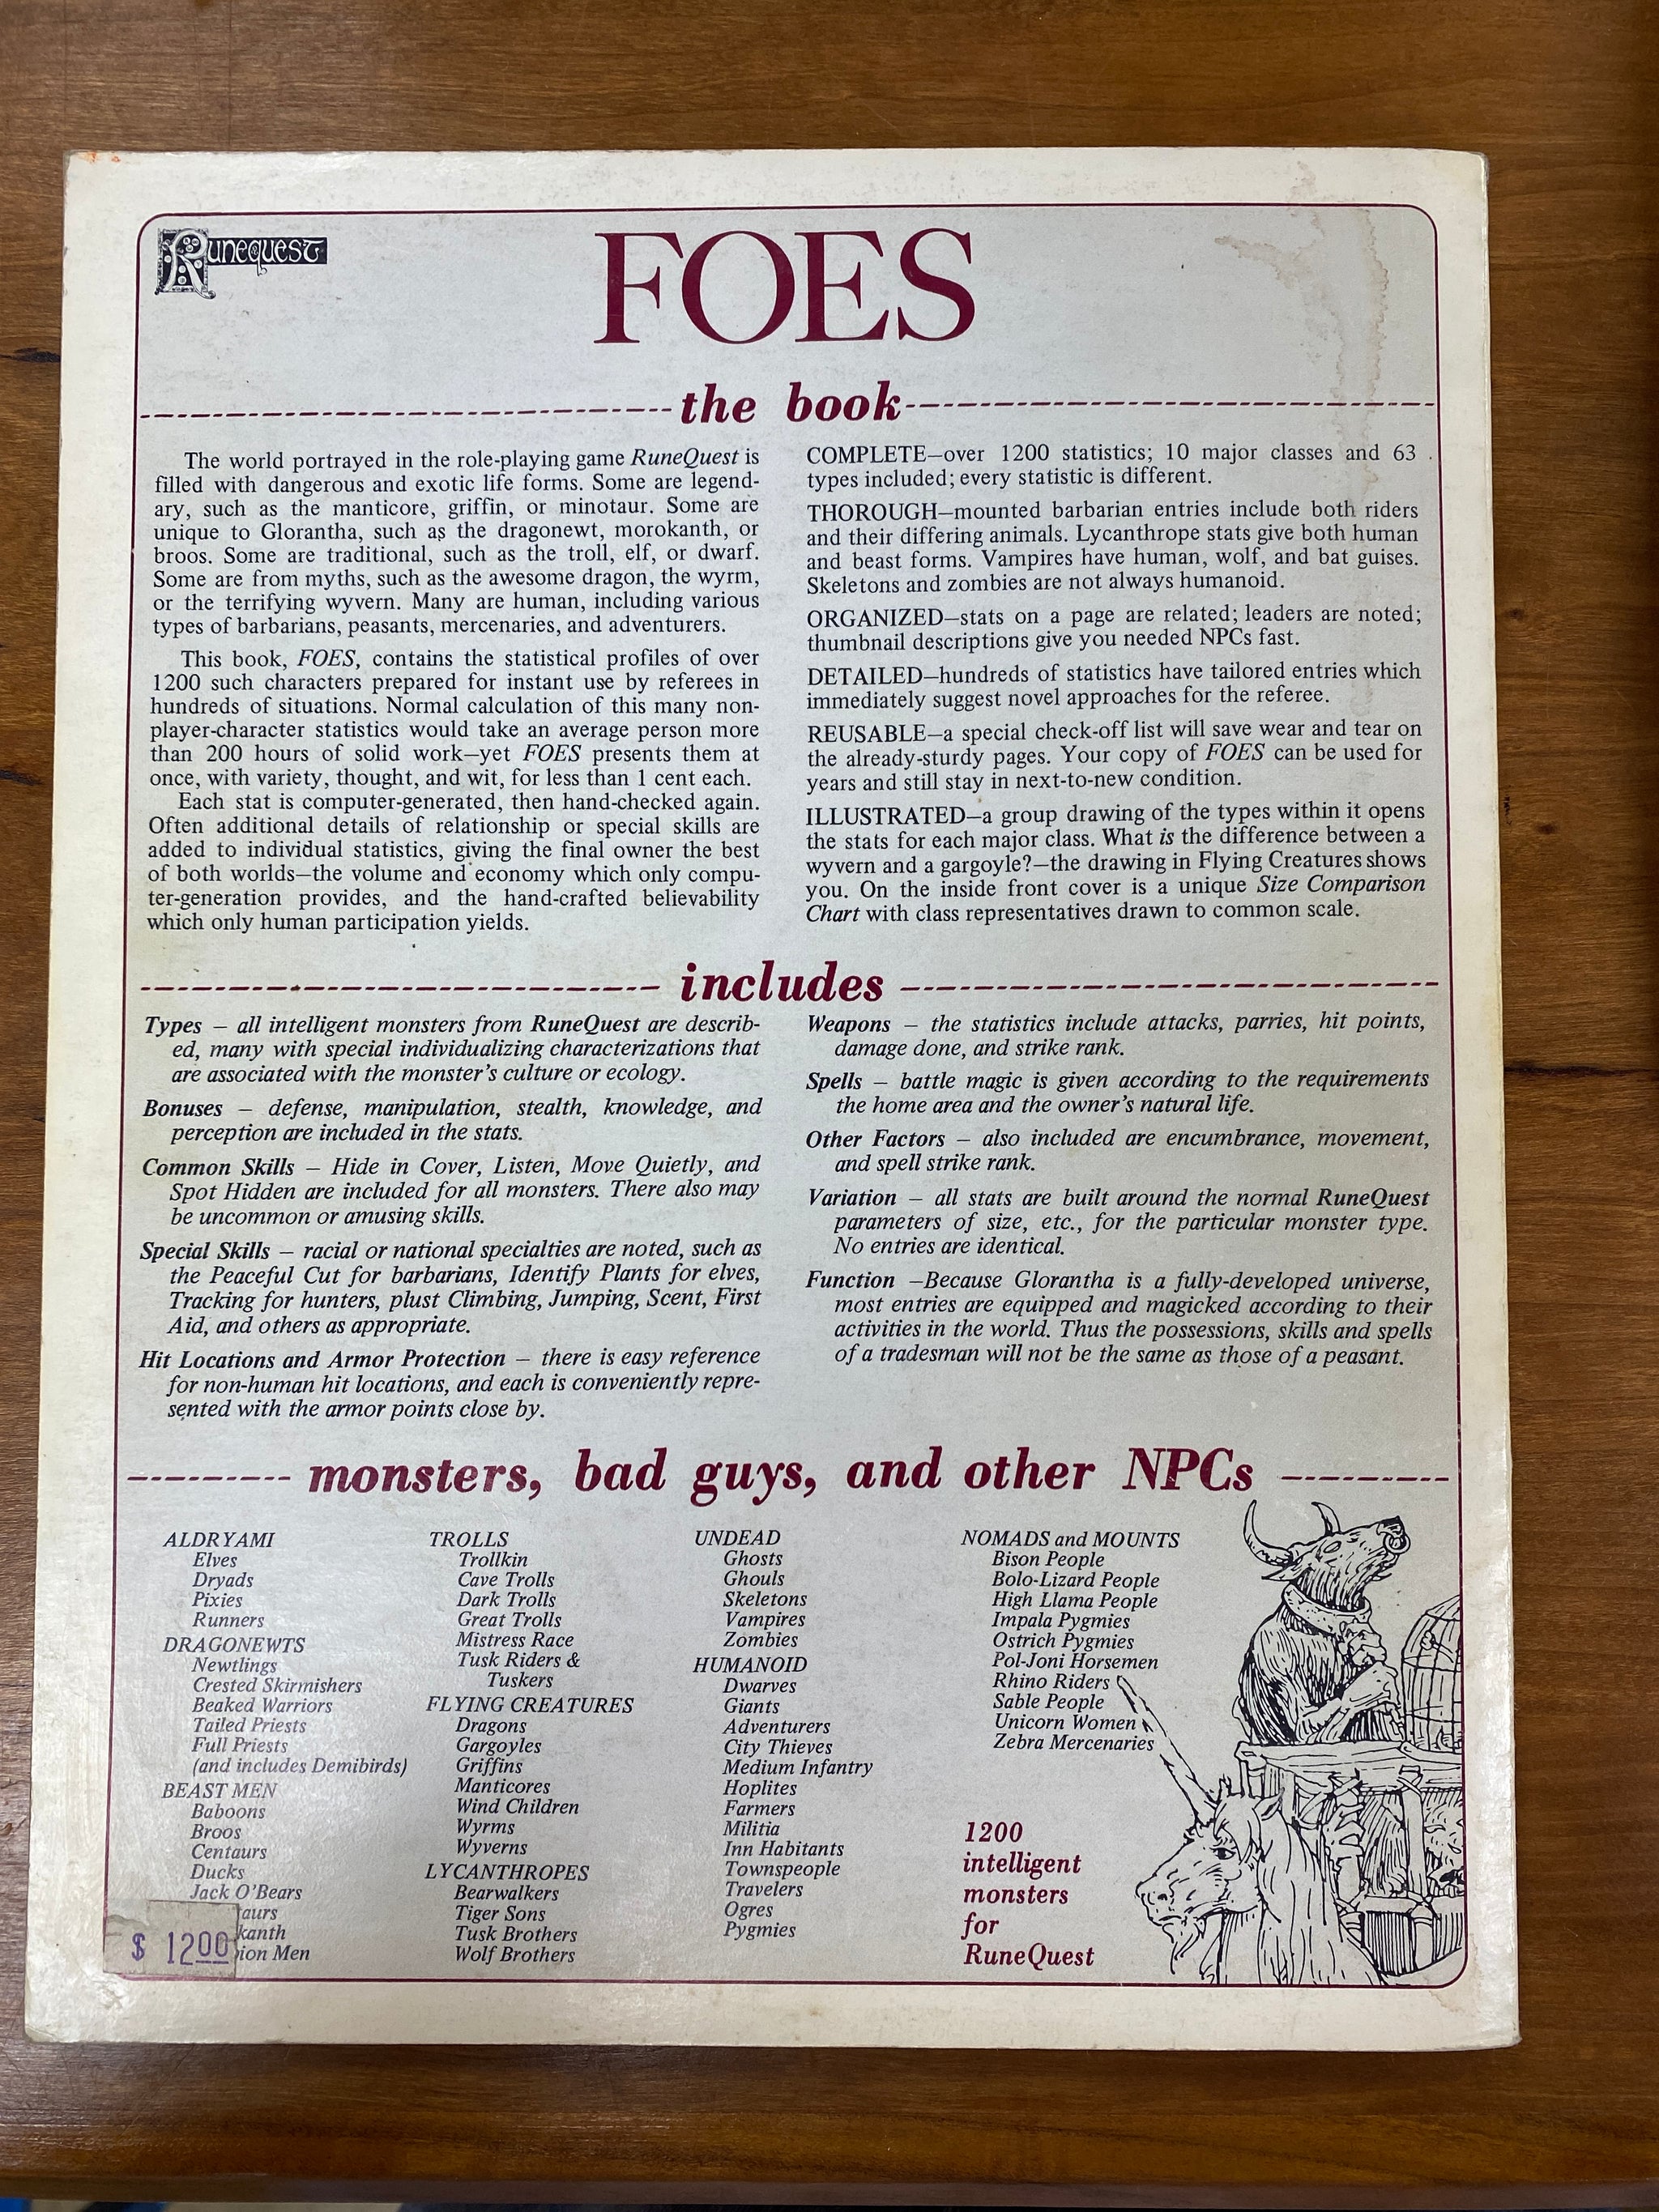 RuneQuest
FOES
the book
The world portrayed in the role-playing game RuneQuest is
filled with dangerous and exotic life forms. Some are legend-
ary, such as the manticore, griffin, or minotaur. Some are
unique to Glorantha, such as the dragonewt, morokanth, or
broos. Some are traditional, such as the troll, elf, or dwarf.
Some are from myths, such as the awesome dragon, the wyrm,
or the terrifying wyvern. Many are human, including various
types of barbarians, peasants, mercenaries, and adventurers.
This book, FOES, contains the statistical profiles of over
1200 such characters prepared for instant use by referees in
hundreds of situations. Normal calculation of this many non-
player-character statistics would take an average person more
than 200 hours of solid work—yet FOES presents them at
once, with variety, thought, and wit, for less than 1 cent each.
Each stat is computer-generated, then hand-checked again.
Often additional details of relationship or special skills are
added to individual statistics, giving the final owner the best
of both worlds—the volume and economy which only compu-
ter-generation provides, and the hand-crafted believability
which only human participation yields.
COMPLETE—over 1200 statistics; 10 major classes and 63
types included; every statistic is different.
THOROUGH—mounted barbarian entries include both riders
and their differing animals. Lycanthrope stats give both human
and beast forms. Vampires have human, wolf, and bat guises.
Skeletons and zombies are not always humanoid.
ORGANIZED—stats on a page are related; leaders are noted;
thumbnail descriptions give you needed NPCs fast.
DETAILED—hundreds of statistics have tailored entries which
immediately suggest novel approaches for the referee.
REUSABLE—a special check-off list will save wear and tear on
the already-sturdy pages. Your copy of FOES can be used for
years and still stay in next-to-new condition.
ILLUSTRATED—a group drawing of the types within it opens
the stats for each major class. What is the difference between a
wyvern and a gargoyle?—the drawing in Flying Creatures shows
you. On the inside front cover is a unique Size Comparison
Chart with class representatives drawn to common scale.
includes
Types — all intelligent monsters from RuneQuest are describ-
ed, many with special individualizing characterizations that
are associated with the monster's culture or ecology.
Bonuses — defense, manipulation, stealth, knowledge, and
perception are included in the stats.
Common Skills — Hide in Cover, Listen, Move Quietly, and
Spot Hidden are included for all monsters. There also may
be uncommon or amusing skills.
Special Skills — racial or national specialties are noted, such as
the Peaceful Cut for barbarians, Identify Plants for elves,
Tracking for hunters, plust Climbing, Jumping, Scent, First
Aid, and others as appropriate.
Hit Locations and Armor Protection — there is easy reference
for non-human hit locations, and each is conveniently repre-
sented with the armor points close by.
Weapons — the statistics include attacks, parries, hit points,
damage done, and strike rank.
Spells — battle magic is given according to the requirements
the home area and the owner's natural life.
Other Factors — also included are encumbrance, movement,
and spell strike rank.
Variation — all stats are built around the normal RuneQuest
parameters of size, etc., for the particular monster type.
No entries are identical.
Function —Because Glorantha is a fully-developed universe,
most entries are equipped and magicked according to their
activities in the world. Thus the possessions, skills and spells
of a tradesman will not be the same as those of a peasant.
monsters, bad guys, and other NPCs
ALDRYAMI
Elves
Dryads
Pixies
Runners
DRAGONEWTS
Newtlings
Crested Skirmishers
Beaked Warriors
Tailed Priests
Full Priests
(and includes Demibirds)
BEAST MEN
Baboons
Broos
Centaurs
Ducks
Jack O'Bears
aurs
kanth
ion Men
$ 1200
TROLLS
Trollkin
Cave Trolls
Dark Trolls
Great Trolls
Mistress Race
Tusk Riders &
Tuskers
FLYING CREATURES
Dragons
Gargoyles
Griffins
Manticores
Wind Children
Wyrms
Wyverns
LYCANTHROPES
Bearwalkers
Tiger Sons
Tusk Brothers
Wolf Brothers
UNDEAD
Ghosts
Ghouls
Skeletons
Vampires
Zombies
HUMANOID
Dwarves
Giants
Adventurers
City Thieves
Medium Infantry
Hoplites
Farmers
Militia
Inn Habitants
Townspeople
Travelers
Ogres
Pygmies
NOMADS and MOUNTS
Bison People
Bolo-Lizard People
High Llama People
Impala Pygmies
Ostrich Pygmies
Pol-Joni Horsemen
Rhino Riders
Sable People
Unicorn Women
Zebra Mercenaries
1200
intelligent
monsters
for
RuneQuest